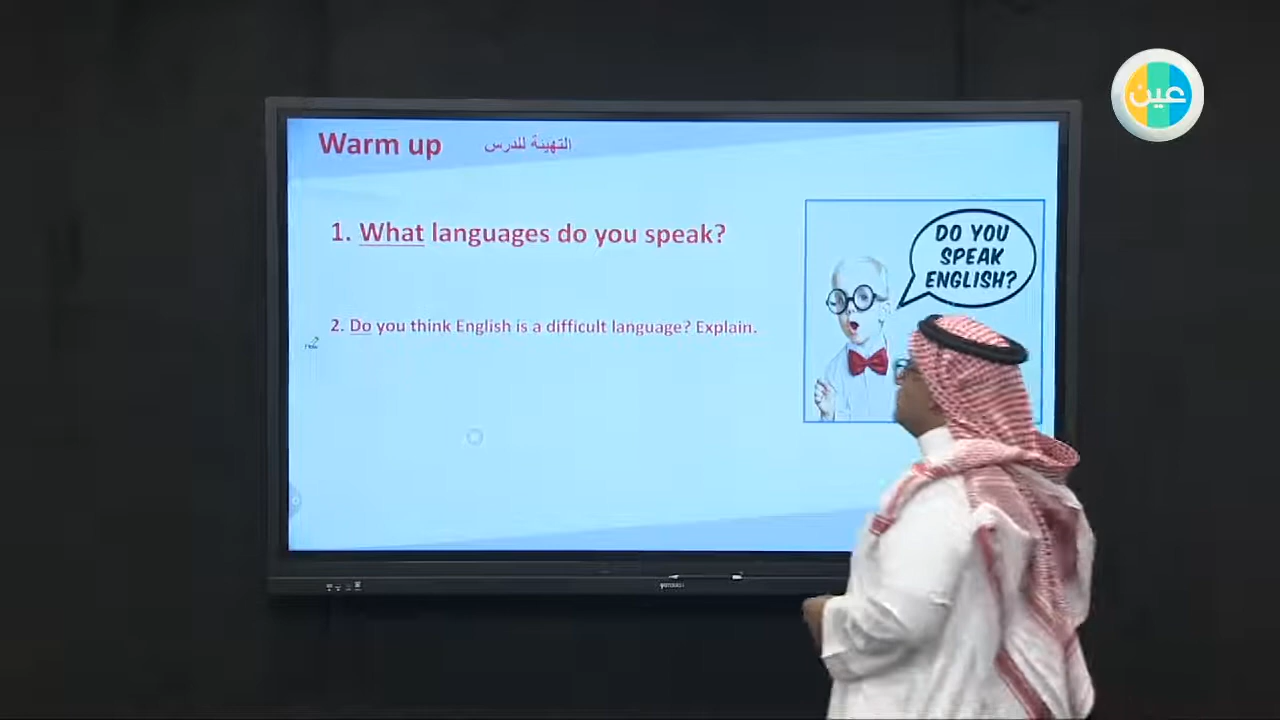 عين
Warm up التهيئة للدرس
1. What languages do you speak?
DO YOU
SPEAK
ENGLISH?
2. Do you think English is a difficult language? Explain.